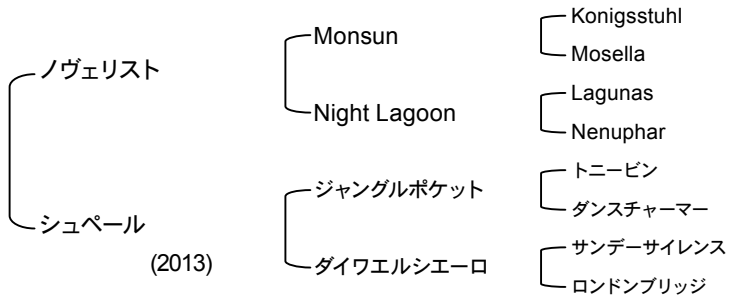 ノヴェリスト
シュペール
(2013)
Monsun
Night Lagoon
ジャングルポケット
ダイワエルシエーロ
Konigsstuhl
Mosella
Lagunas
Nenuphar
トニービン
ダンスチャーマー
サンデーサイレンス
ロンドンブリッジ